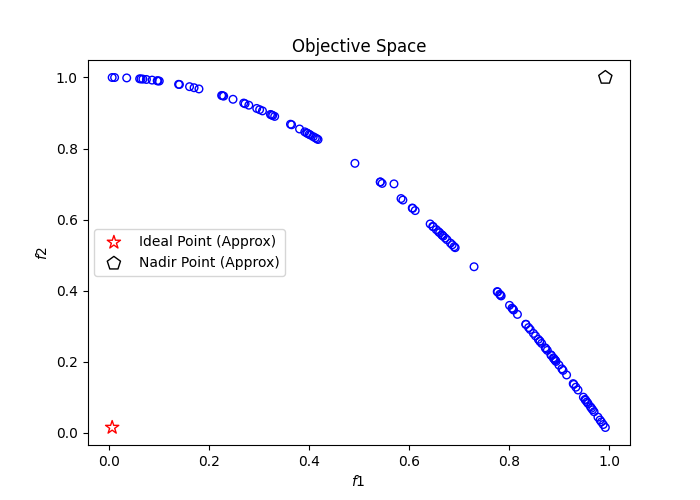 Objective Space
1.0
0.8
0.6
0.4
0.2
0.0
f2
Ideal Point (Approx)
Nadir Point (Approx)
0.0 0.2 0.4 0.6 0.8 1.0
f1